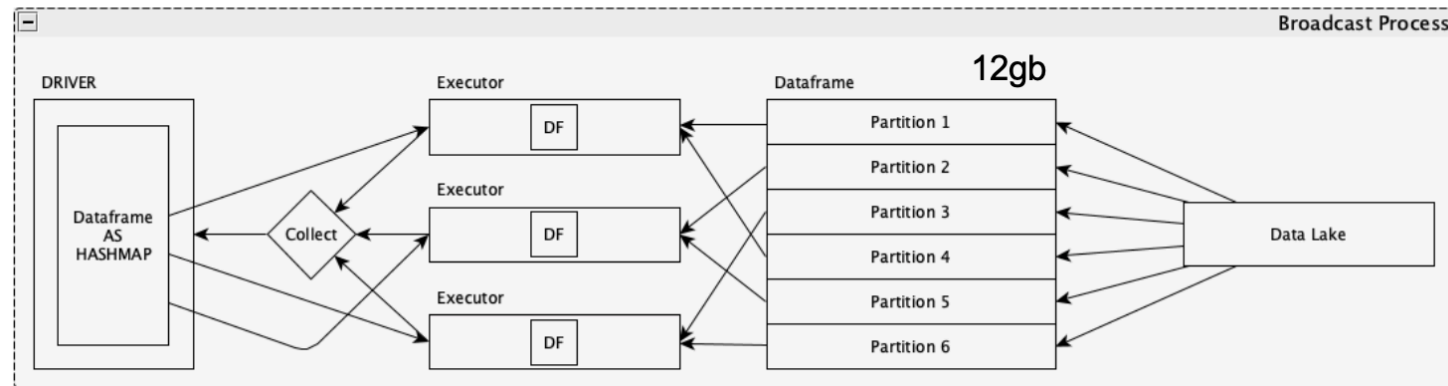 Broadcast Process
12gb
DRIVER
Executor
Dataframe
DF
Partition 1
Partition 2
Executor
Dataframe
AS
HASHMAP
Collect
DF
Partition 3
Partition 4
Data Lake
Executor
DF
Partition 5
Partition 6